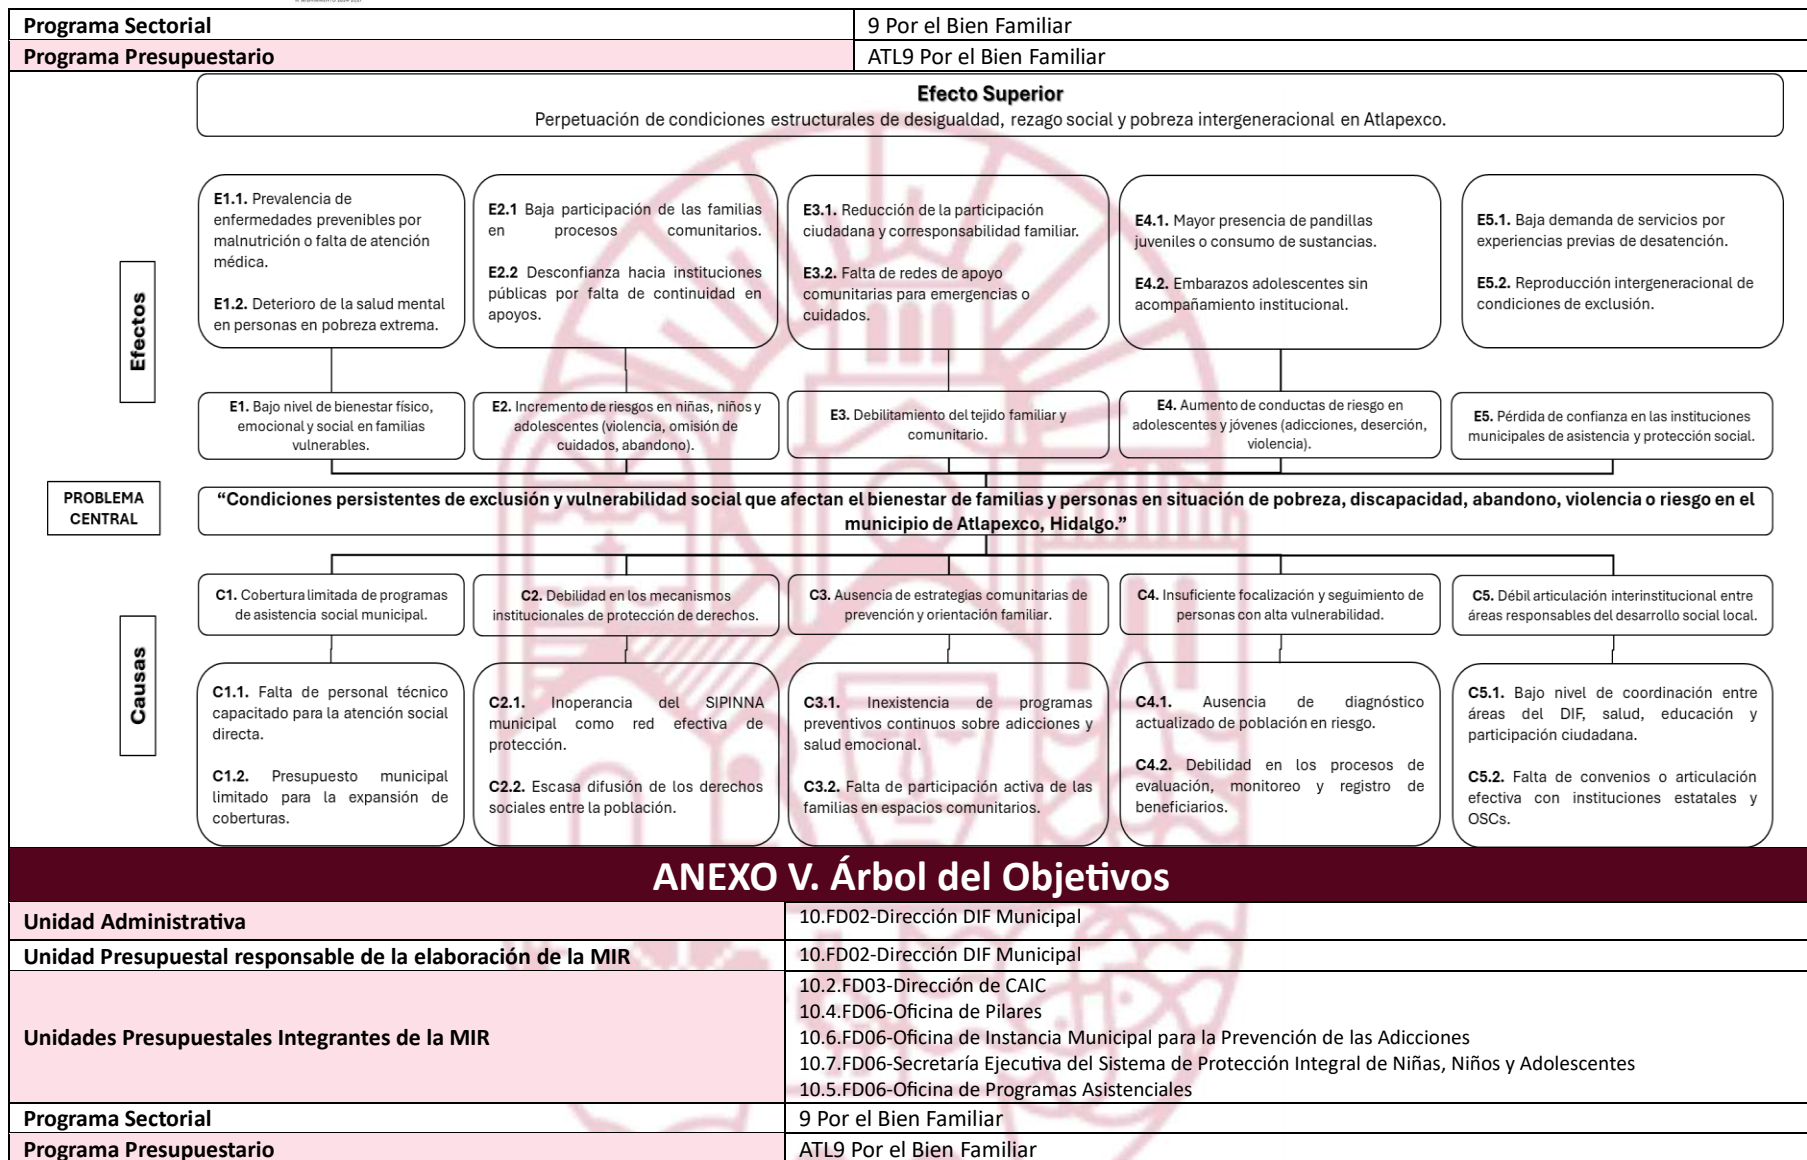 Programa Sectorial
9 Por el Bien Familiar
Programa Presupuestario
ATL9 Por el Bien Familiar
Efecto Superior
Perpetuación de condiciones estructurales de desigualdad, rezago social y pobreza intergeneracional en Atlapexco.
Efectos
E1.1. Prevalencia de
enfermedades prevenibles por
malnutrición o falta de atención
médica.
E1.2. Deterioro de la salud mental
en personas en pobreza extrema.
E2.1 Baja participación de las familias
en procesos comunitarios.
E2.2 Desconfianza hacia instituciones
públicas por falta de continuidad en
apoyos.
E3.1. Reducción de la participación
ciudadana y corresponsabilidad familiar.
E3.2. Falta de redes de apoyo
comunitarias para emergencias o
cuidados.
E4.1. Mayor presencia de pandillas
juveniles o consumo de sustancias.
E4.2. Embarazos adolescentes sin
acompañamiento institucional.
E5.1. Baja demanda de servicios por
experiencias previas de desatención.
E5.2. Reproducción intergeneracional de
condiciones de exclusión.
E1. Bajo nivel de bienestar físico,
emocional y social en familias
vulnerables.
E2. Incremento de riesgos en niñas, niños y
adolescentes (violencia, omisión de
cuidados, abandono).
E3. Debilitamiento del tejido familiar y
comunitario.
E4. Aumento de conductas de riesgo en
adolescentes y jóvenes (adicciones, deserción,
violencia).
E5. Pérdida de confianza en las instituciones
municipales de asistencia y protección social.
PROBLEMA
CENTRAL
“Condiciones persistentes de exclusión y vulnerabilidad social que afectan el bienestar de familias y personas en situación de pobreza, discapacidad, abandono, violencia o riesgo en el
municipio de Atlapexco, Hidalgo.”
Causas
C1. Cobertura limitada de programas
de asistencia social municipal.
C2. Debilidad en los mecanismos
institucionales de protección de derechos.
C3. Ausencia de estrategias comunitarias de
prevención y orientación familiar.
C4. Insuficiente focalización y seguimiento de
personas con alta vulnerabilidad.
C5. Débil articulación interinstitucional entre
áreas responsables del desarrollo social local.
C1.1. Falta de personal técnico
capacitado para la atención social
directa.
C1.2. Presupuesto municipal
limitado para la expansión de
coberturas.
C2.1. Inoperancia del SIPINNA
municipal como red efectiva de
protección.
C2.2. Escasa difusión de los derechos
sociales entre la población.
C3.1. Inexistencia de programas
preventivos continuos sobre adicciones y
salud emocional.
C3.2. Falta de participación activa de las
familias en espacios comunitarios.
C4.1. Ausencia de diagnóstico
actualizado de población en riesgo.
C4.2. Debilidad en los procesos de
evaluación, monitoreo y registro de
beneficiarios.
C5.1. Bajo nivel de coordinación entre
áreas del DIF, salud, educación y
participación ciudadana.
C5.2. Falta de convenios o articulación
efectiva con instituciones estatales y
OSCs.
ANEXO V. Árbol del Objetivos
Unidad Administrativa
10.FD02-Dirección DIF Municipal
Unidad Presupuestal responsable de la elaboración de la MIR
10.FD02-Dirección DIF Municipal
Unidades Presupuestales Integrantes de la MIR
10.2.FD03-Dirección de CAIC
10.4.FD06-Oficina de Pilares
10.6.FD06-Oficina de Instancia Municipal para la Prevención de las Adicciones
10.7.FD06-Secretaría Ejecutiva del Sistema de Protección Integral de Niñas, Niños y Adolescentes
10.5.FD06-Oficina de Programas Asistenciales
Programa Sectorial
9 Por el Bien Familiar
Programa Presupuestario
ATL9 Por el Bien Familiar